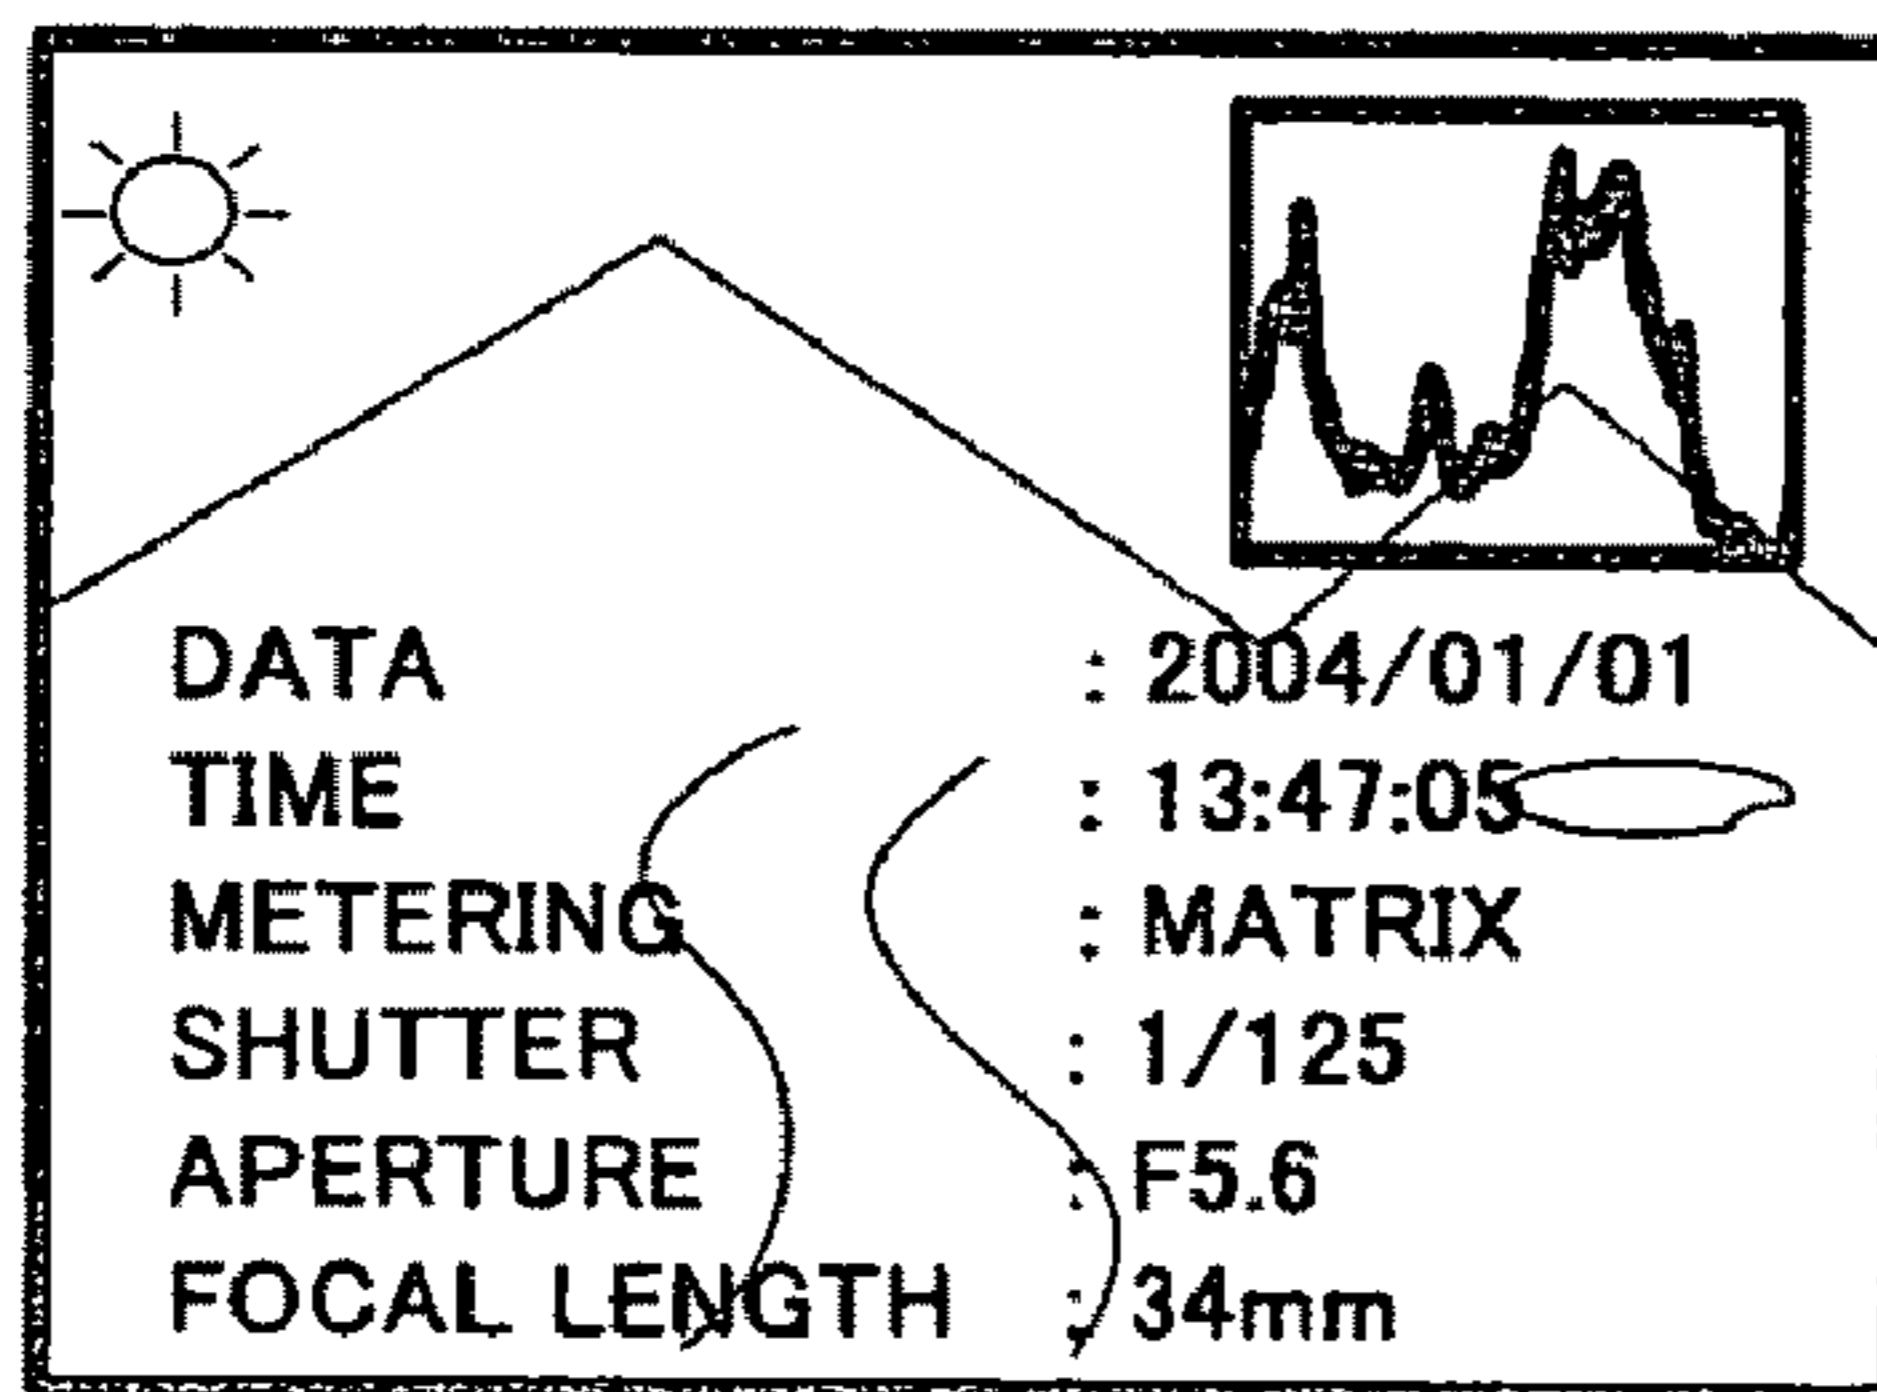 DATA : 2004/01/01
TIME : 13:47:05
METERING : MATRIX
SHUTTER : 1/125
APERTURE : F5.6
FOCAL LENGTH : 34mm